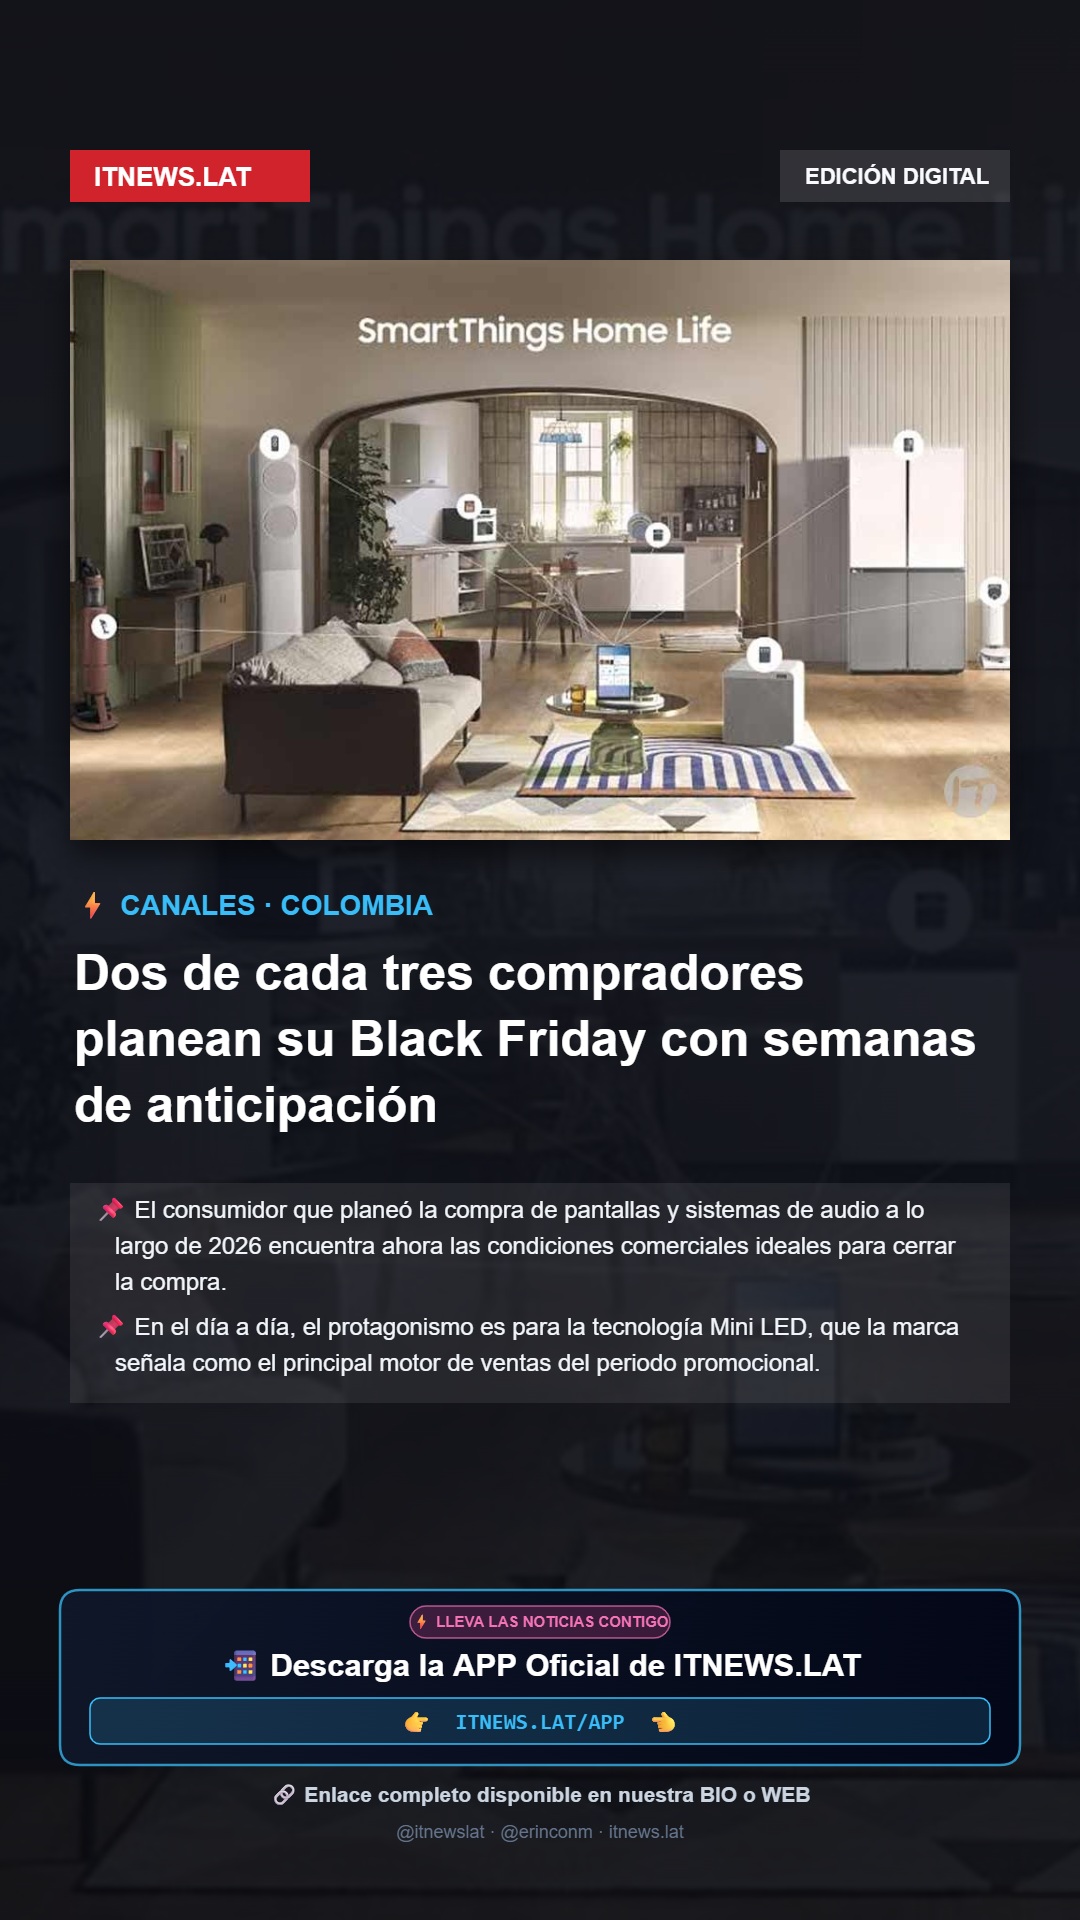 ITNEWS.LAT
EDICIÓN DIGITAL
SmartThings Home Life
CANALES · COLOMBIA
Dos de cada tres compradores
planean su Black Friday con semanas
de anticipación
El consumidor que planeó la compra de pantallas y sistemas de audio a lo
largo de 2026 encuentra ahora las condiciones comerciales ideales para cerrar
la compra.
En el día a día, el protagonismo es para la tecnología Mini LED, que la marca
señala como el principal motor de ventas del periodo promocional.
LLEVA LAS NOTICIAS CONTIGO
Descarga la APP Oficial de ITNEWS.LAT
ITNEWS.LAT/APP
Enlace completo disponible en nuestra BIO o WEB
@itnewslat · @erinconm · itnews.lat